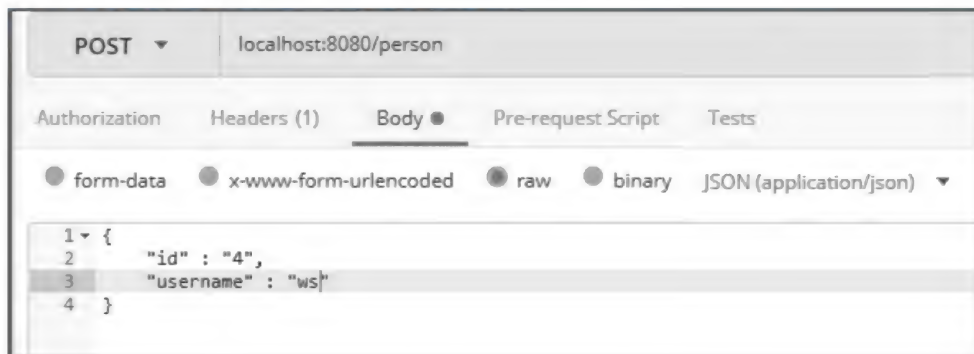 POST localhost:8080/person
Authorization Headers (1) Body Pre-request Script Tests
form-data x-www-form-urlencoded raw binary JSON (application/json)
1 {
2 "id" : "4",
3 "username" : "ws"
4 }